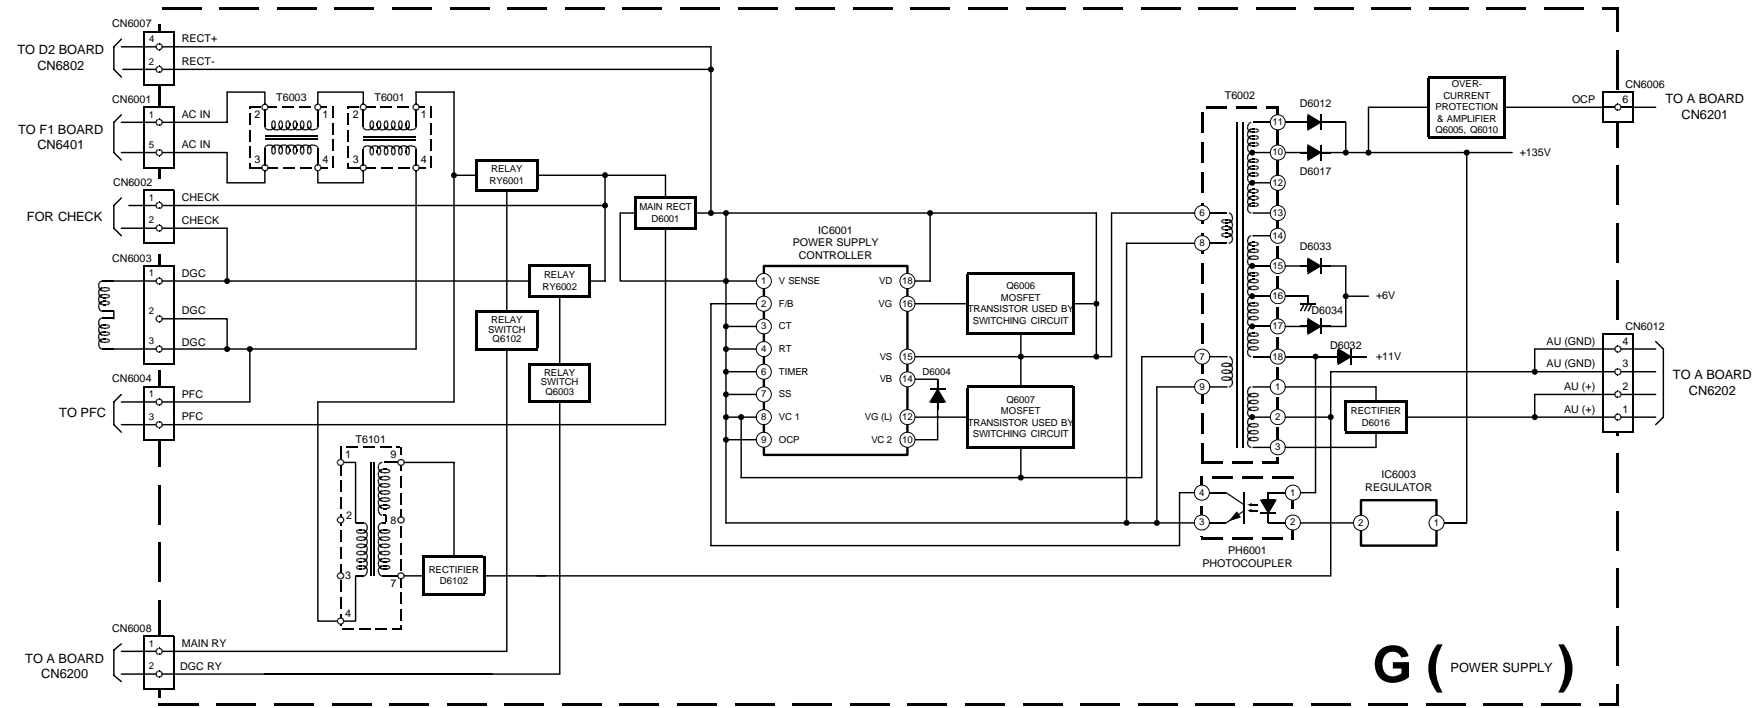 CN6007
TO D2 BOARD
CN6802
4 RECT+
2 RECT-
CN6001
TO F1 BOARD
CN6401
1 AC IN
5 AC IN
T6003
2 1
3 4
T6001
2 1
3 4
CN6002
FOR CHECK
1 CHECK
2 CHECK
CN6003
1 DGC
2 DGC
3 DGC
CN6004
TO PFC
1 PFC
3 PFC
T6101
1 9
2 8
3 7
4
RECTIFIER
D6102
CN6008
TO A BOARD
CN6200
1 MAIN RY
2 DGC RY
RELAY
RY6001
RELAY
RY6002
RELAY
SWITCH
Q6102
RELAY
SWITCH
Q6003
MAIN RECT
D6001
IC6001
POWER SUPPLY
CONTROLLER
1 V SENSE
2 F/B
3 CT
4 RT
6 TIMER
7 SS
8 VC 1
9 OCP
VD 18
VG 16
VS 15
VB 14
VG (L) 12
VC 2 10
D6004
Q6006
MOSFET
TRANSISTOR USED BY
SWITCHING CIRCUIT
Q6007
MOSFET
TRANSISTOR USED BY
SWITCHING CIRCUIT
T6002
6
8
7
9
11
10
12
13
14
15
16
17
18
1
2
3
D6012
D6017
D6033
D6034
D6032
+135V
+6V
+11V
OVER-
CURRENT
PROTECTION
& AMPLIFIER
Q6005, Q6010
OCP
CN6006
6
TO A BOARD
CN6201
RECTIFIER
D6016
CN6012
AU (GND) 4
AU (GND) 3
AU (+) 2
AU (+) 1
TO A BOARD
CN6202
4 1
3 2
PH6001
PHOTOCOUPLER
IC6003
REGULATOR
2 1
G ( POWER SUPPLY )